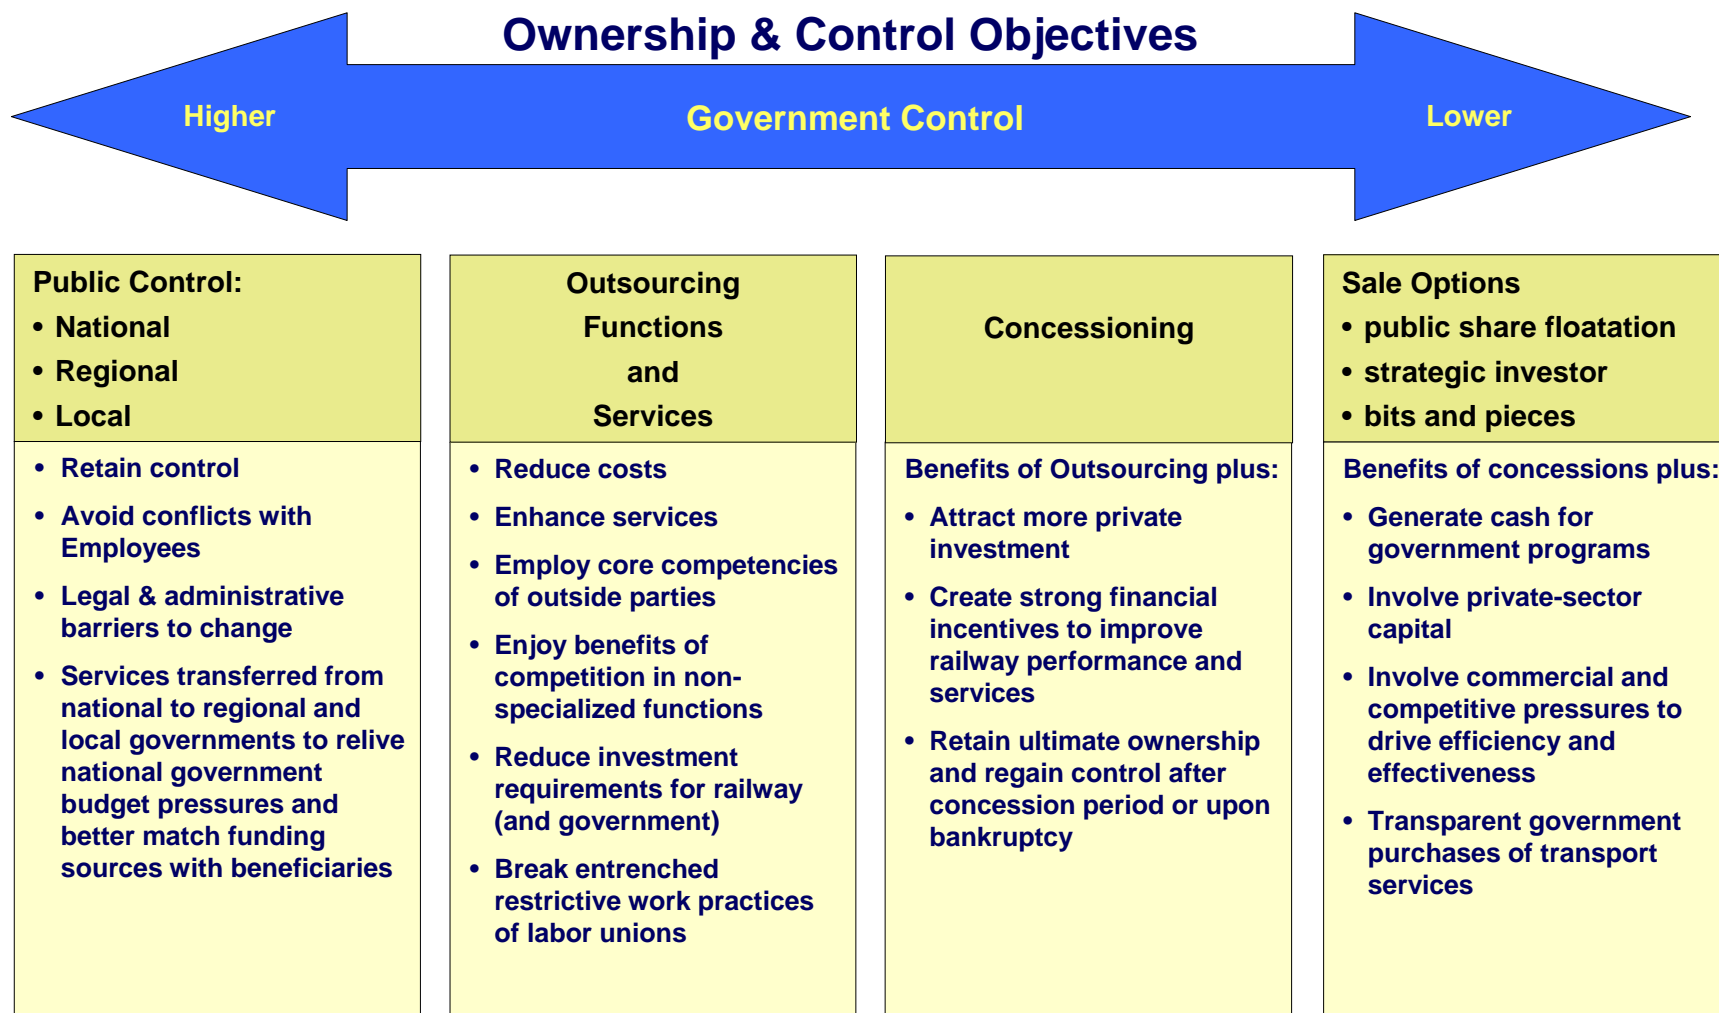 Ownership & Control Objectives
Higher
Government Control
Lower
Public Control:
• National
• Regional
• Local
• Retain control
• Avoid conflicts with
Employees
• Legal & administrative
barriers to change
• Services transferred from
national to regional and
local governments to relive
national government
budget pressures and
better match funding
sources with beneficiaries
Outsourcing
Functions
and
Services
• Reduce costs
• Enhance services
• Employ core competencies
of outside parties
• Enjoy benefits of
competition in non-
specialized functions
• Reduce investment
requirements for railway
(and government)
• Break entrenched
restrictive work practices
of labor unions
Concessioning
Benefits of Outsourcing plus:
• Attract more private
investment
• Create strong financial
incentives to improve
railway performance and
services
• Retain ultimate ownership
and regain control after
concession period or upon
bankruptcy
Sale Options
• public share floatation
• strategic investor
• bits and pieces
Benefits of concessions plus:
• Generate cash for
government programs
• Involve private-sector
capital
• Involve commercial and
competitive pressures to
drive efficiency and
effectiveness
• Transparent government
purchases of transport
services